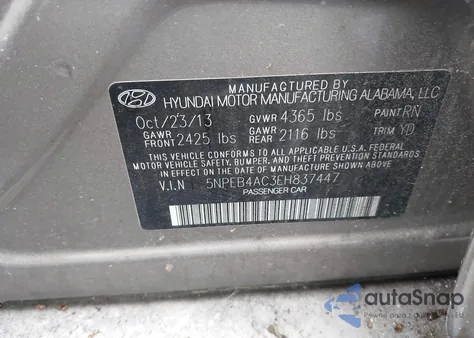 MANUFACTURED BY
HYUNDAI MOTOR MANUFACTURING ALABAMA, LLC
Oct/23/13 GVWR 4365 lbs PAINT RN
GAWR FRONT 2425 lbs GAWR REAR 2116 lbs TRIM YD
THIS VEHICLE CONFORMS TO ALL APPLICABLE U.S.A. FEDERAL
MOTOR VEHICLE SAFETY, BUMPER, AND THEFT PREVENTION STANDARDS
IN EFFECT ON THE DATE OF MANUFACTURE SHOWN ABOVE.
V.I.N 5NPEB4AC3EH837447
PASSENGER CAR
autoSnap
Pewne auta z